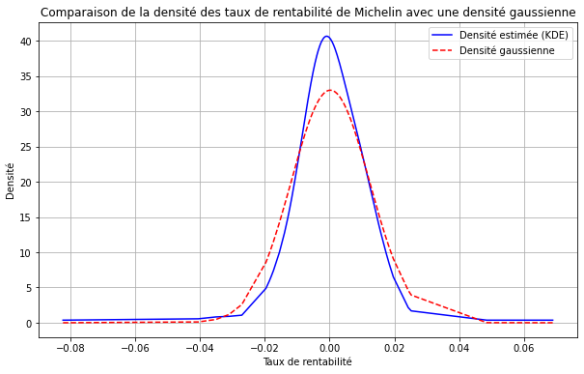 Comparaison de la densité des taux de rentabilité de Michelin avec une densité gaussienne
Densité estimée (KDE)
Densité gaussienne
Densité
40
35
30
25
20
15
10
5
0
−0.08 −0.06 −0.04 −0.02 0.00 0.02 0.04 0.06
Taux de rentabilité